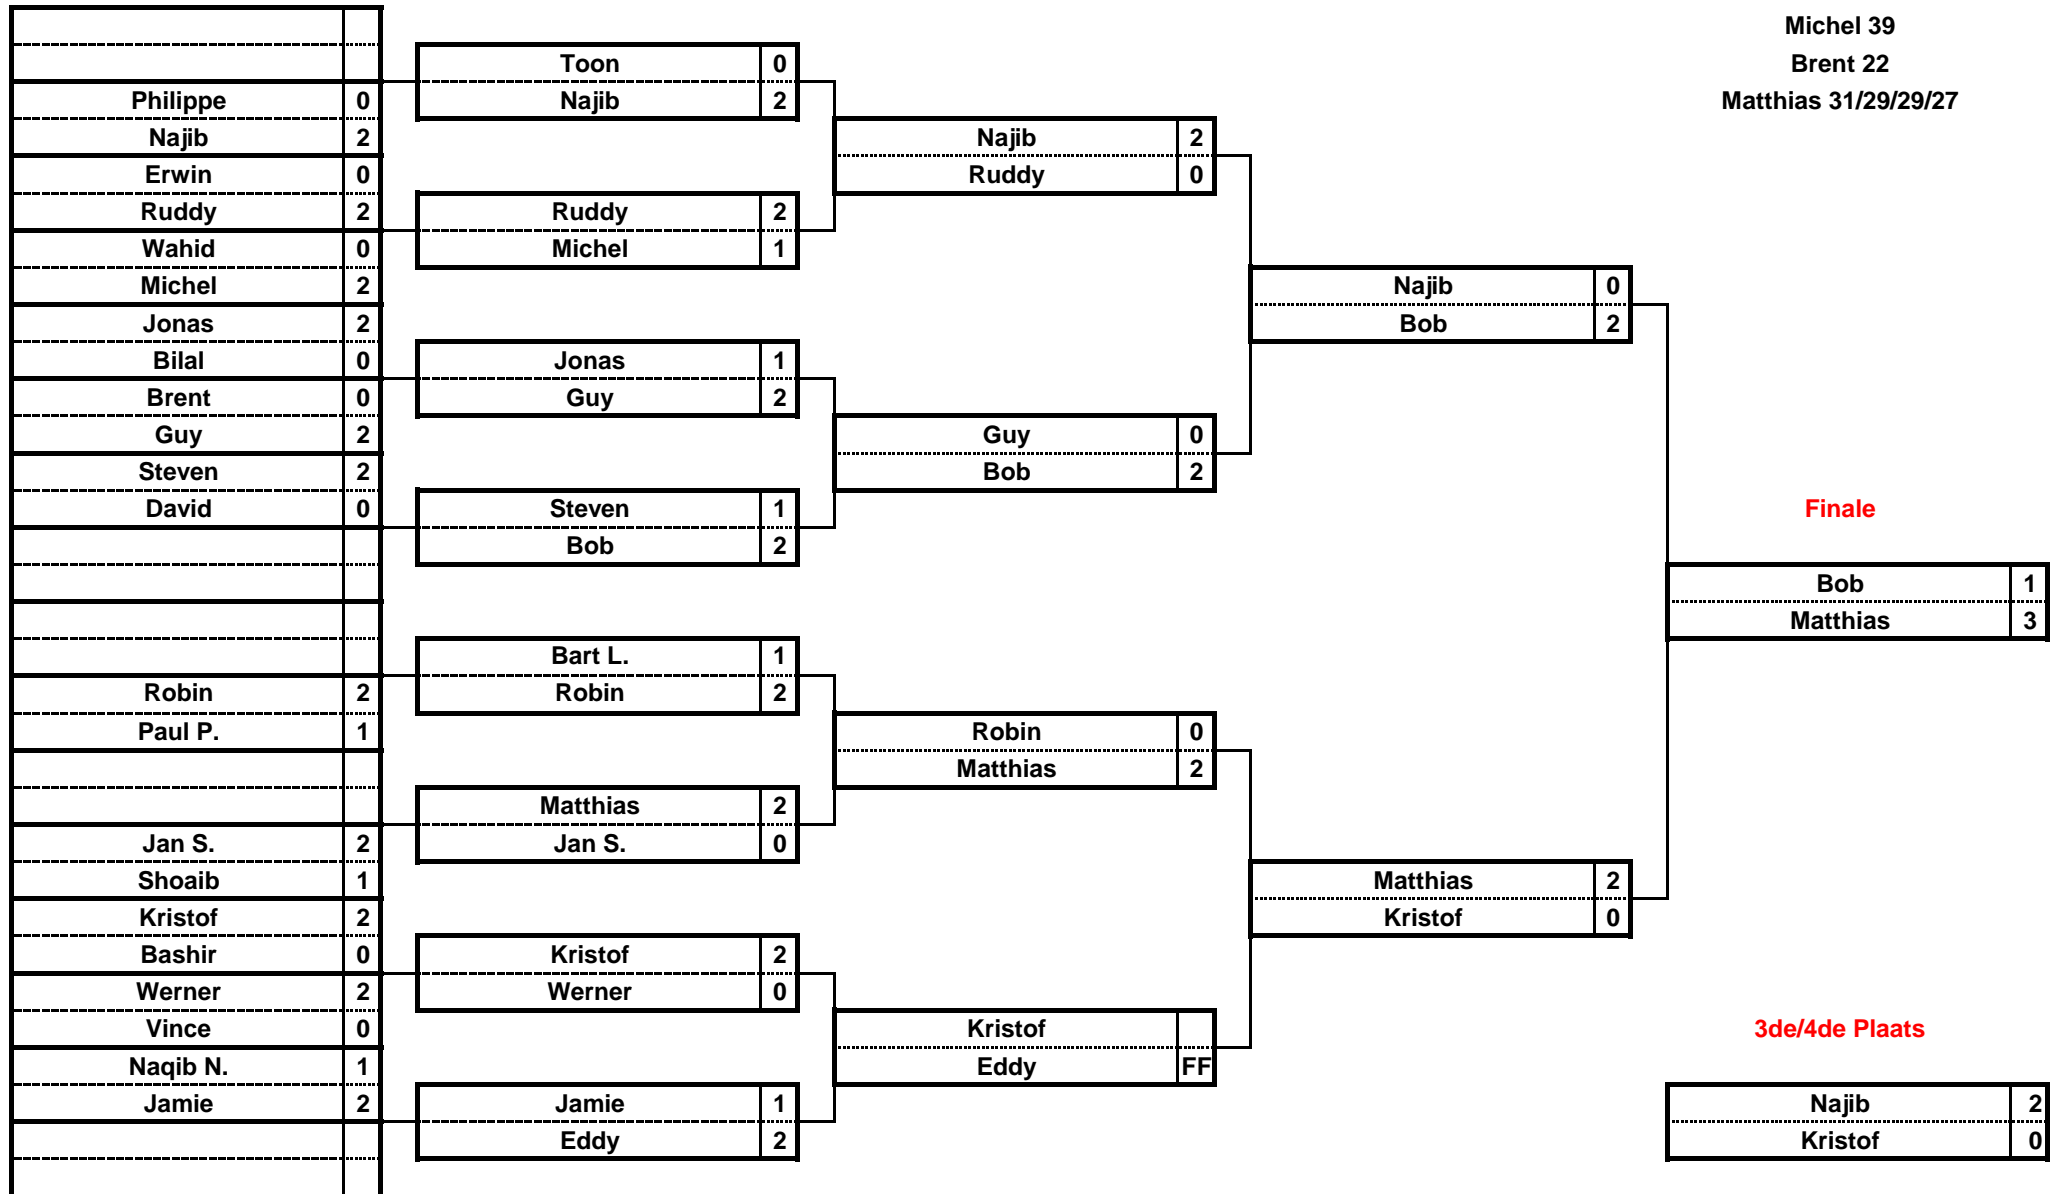 Michel 39
Brent 22
Matthias 31/29/29/27
Philippe 0
Najib 2
Erwin 0
Ruddy 2
Wahid 0
Michel 2
Jonas 2
Bilal 0
Brent 0
Guy 2
Steven 2
David 0
Robin 2
Paul P. 1
Jan S. 2
Shoaib 1
Kristof 2
Bashir 0
Werner 2
Vince 0
Naqib N. 1
Jamie 2
Toon 0
Najib 2
Ruddy 2
Michel 1
Jonas 1
Guy 2
Steven 1
Bob 2
Bart L. 1
Robin 2
Matthias 2
Jan S. 0
Kristof 2
Werner 0
Jamie 1
Eddy 2
Najib 2
Ruddy 0
Guy 0
Bob 2
Robin 0
Matthias 2
Kristof
Eddy FF
Najib 0
Bob 2
Matthias 2
Kristof 0
Finale
Bob 1
Matthias 3
3de/4de Plaats
Najib 2
Kristof 0